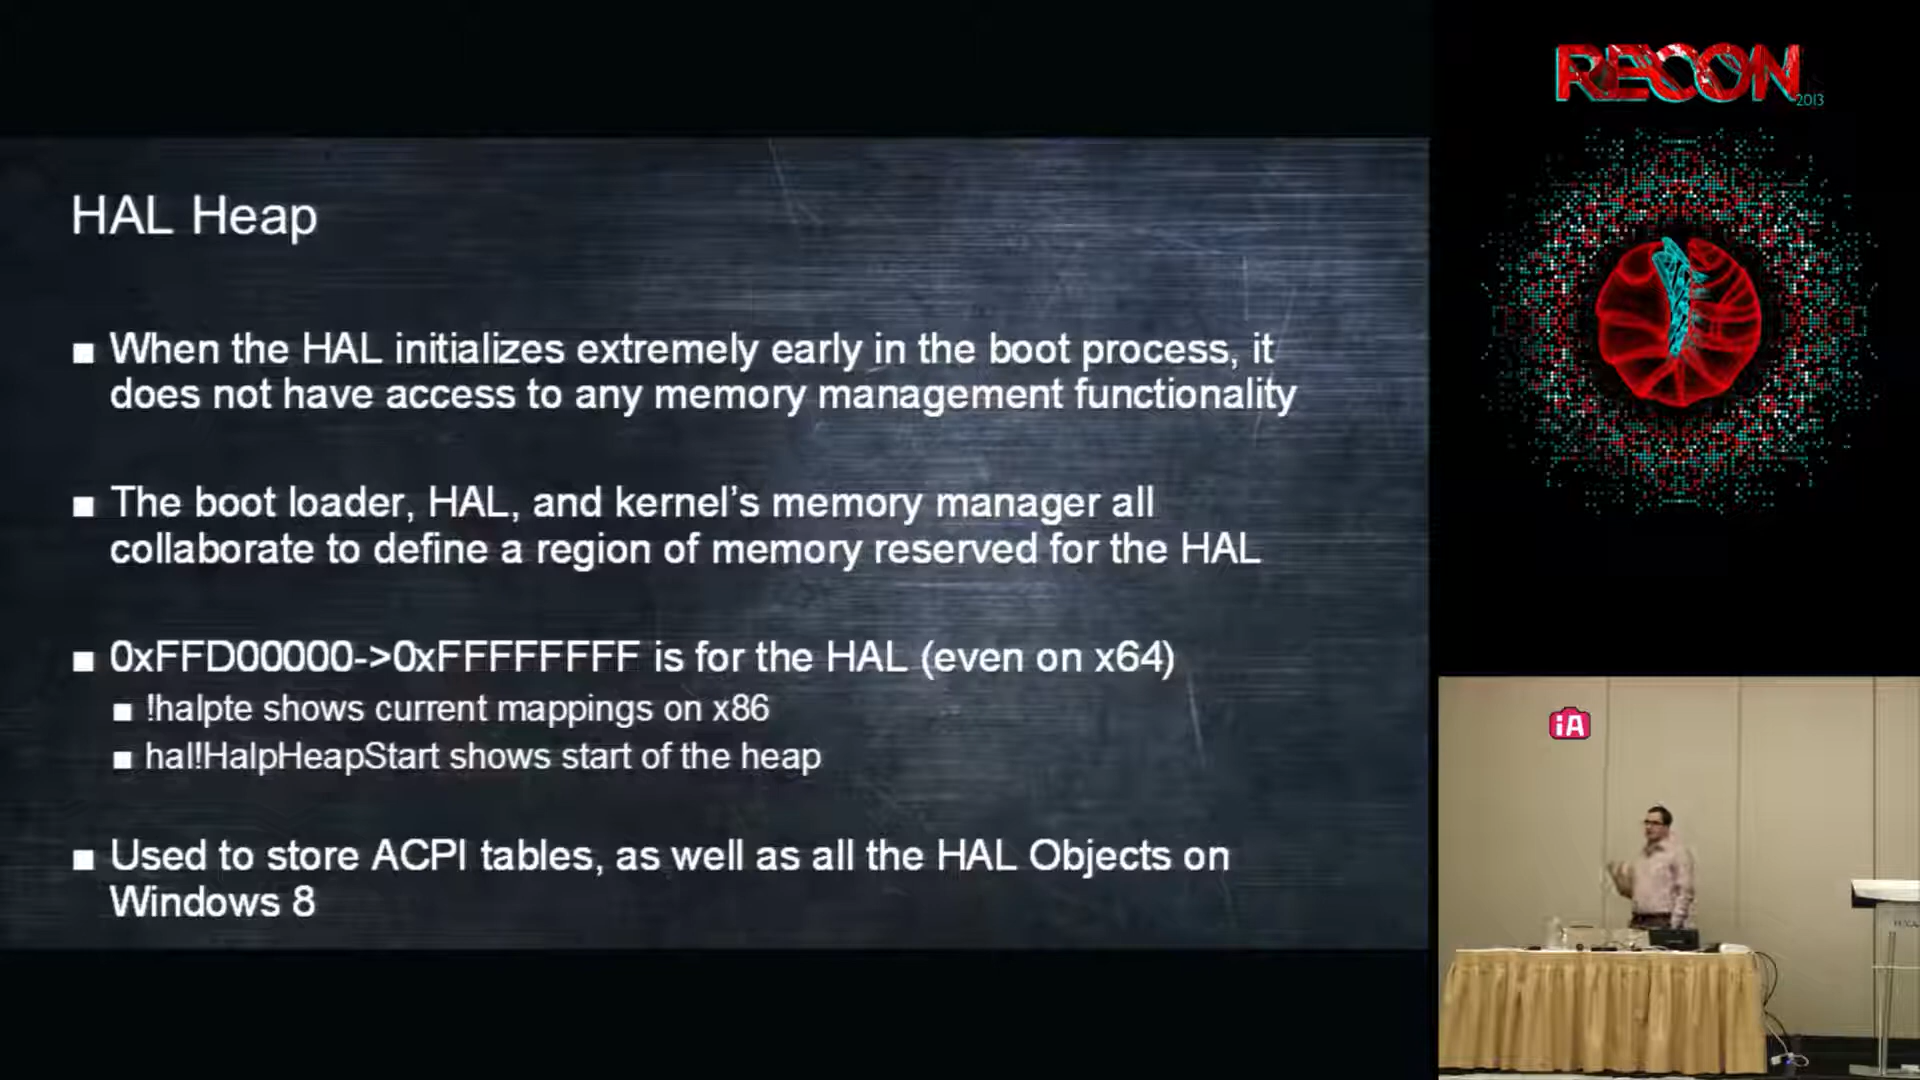 RECON
2013
HAL Heap
When the HAL initializes extremely early in the boot process, it
does not have access to any memory management functionality
The boot loader, HAL, and kernel’s memory manager all
collaborate to define a region of memory reserved for the HAL
0xFFD00000->0xFFFFFFFF is for the HAL (even on x64)
!halpte shows current mappings on x86
hal!HalpHeapStart shows start of the heap
Used to store ACPI tables, as well as all the HAL Objects on
Windows 8
iA